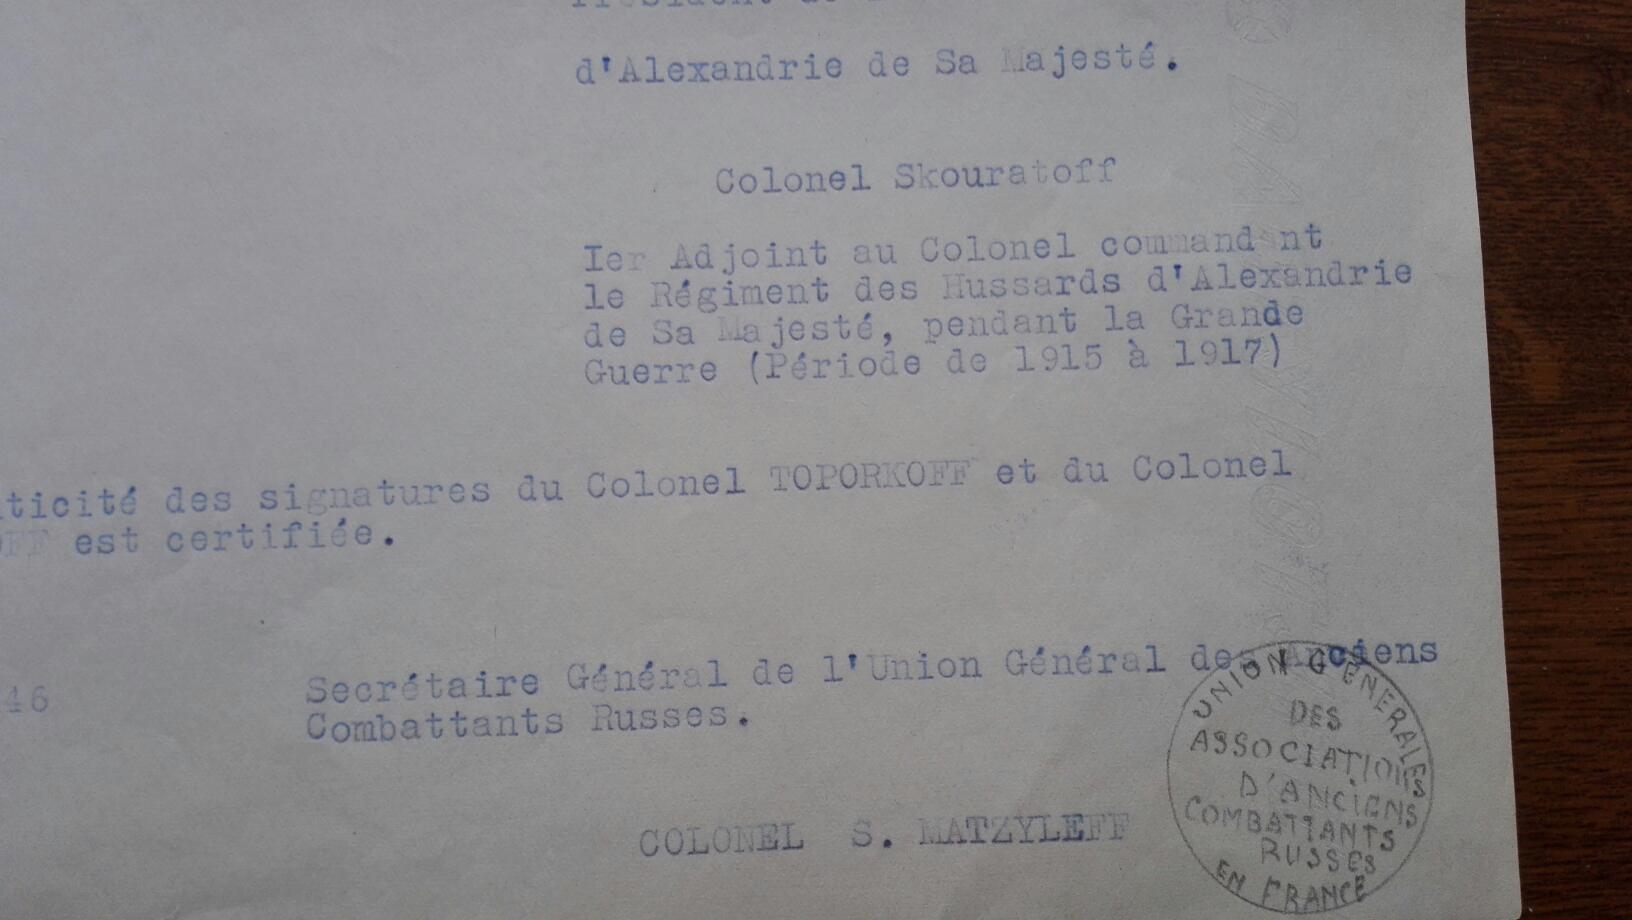 d'Alexandrie de Sa Majesté.
Colonel Skouratoff
Ier Adjoint au Colonel commandant
le Régiment des Hussards d'Alexandrie
de Sa Majesté, pendant la Grande
Guerre (Période de 1915 à 1917)
ticité des signatures du Colonel TOPORKOFF et du Colonel
OFF est certifiée.
46
Secrétaire Général de l'Union Général des Anciens
Combattants Russes.
COLONEL S. MATZYLEFF
UNION GENERALES
DES
ASSOCIATIONS
D'ANCIENS
COMBATTANTS
RUSSES
EN FRANCE